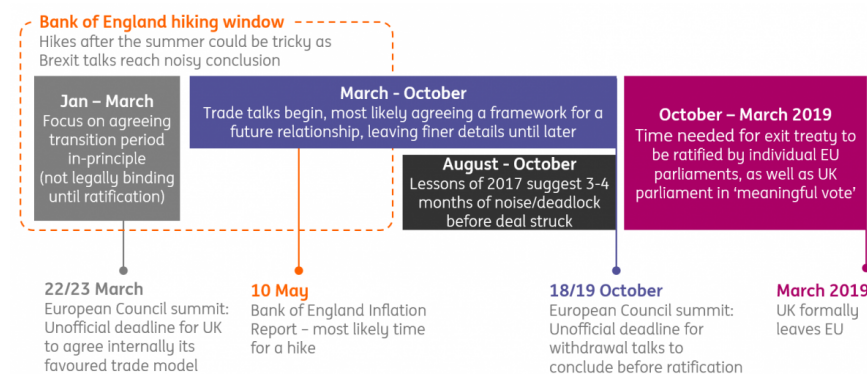 Bank of England hiking window
Hikes after the summer could be tricky as
Brexit talks reach noisy conclusion
Jan – March
Focus on agreeing
transition period
in-principle
(not legally binding
until ratification)
March - October
Trade talks begin, most likely agreeing a framework for a
future relationship, leaving finer details until later
August - October
Lessons of 2017 suggest 3-4
months of noise/deadlock
before deal struck
October – March 2019
Time needed for exit treaty to
be ratified by individual EU
parliaments, as well as UK
parliament in ‘meaningful vote’
22/23 March
European Council summit:
Unofficial deadline for UK
to agree internally its
favoured trade model
10 May
Bank of England Inflation
Report – most likely time
for a hike
18/19 October
European Council summit:
Unofficial deadline for
withdrawal talks to
conclude before ratification
March 2019
UK formally
leaves EU